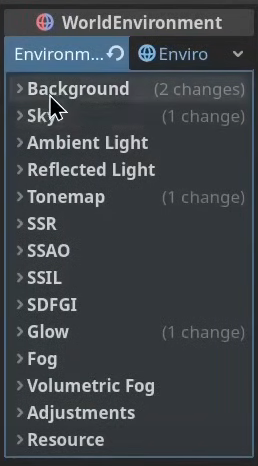 WorldEnvironment
Environm... Enviro
Background (2 changes)
Sky (1 change)
Ambient Light
Reflected Light
Tonemap (1 change)
SSR
SSAO
SSIL
SDFGI
Glow (1 change)
Fog
Volumetric Fog
Adjustments
Resource